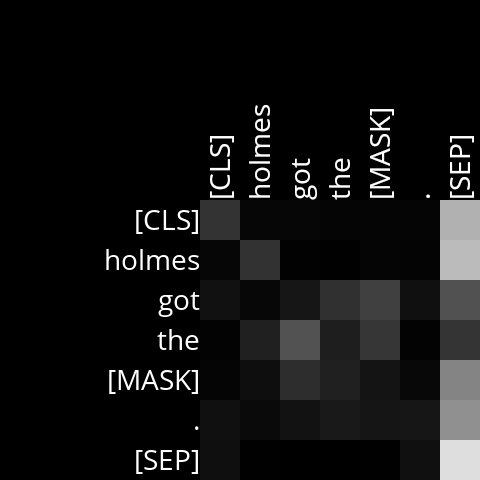 [CLS] holmes got the [MASK] . [SEP]
[CLS]
holmes
got
the
[MASK]
.
[SEP]